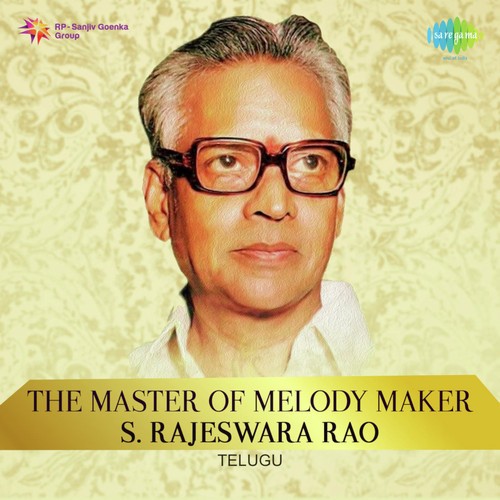 RP-Sanjiv Goenka
Group
saregama
THE MASTER OF MELODY MAKER
S. RAJESWARA RAO
TELUGU